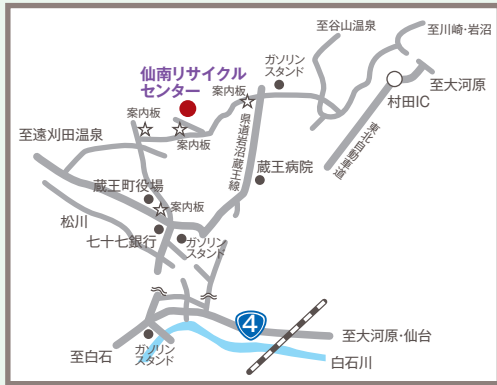 至谷山温泉
至川崎・岩沼
ガソリン
スタンド
仙南リサイクル
センター
案内板
至大河原
村田IC
案内板
案内板
県道岩沼蔵王線
東北自動車道
至遠刈田温泉
蔵王病院
蔵王町役場
案内板
松川
七十七銀行
ガソリン
スタンド
4
至大河原・仙台
至白石
ガソリン
スタンド
白石川